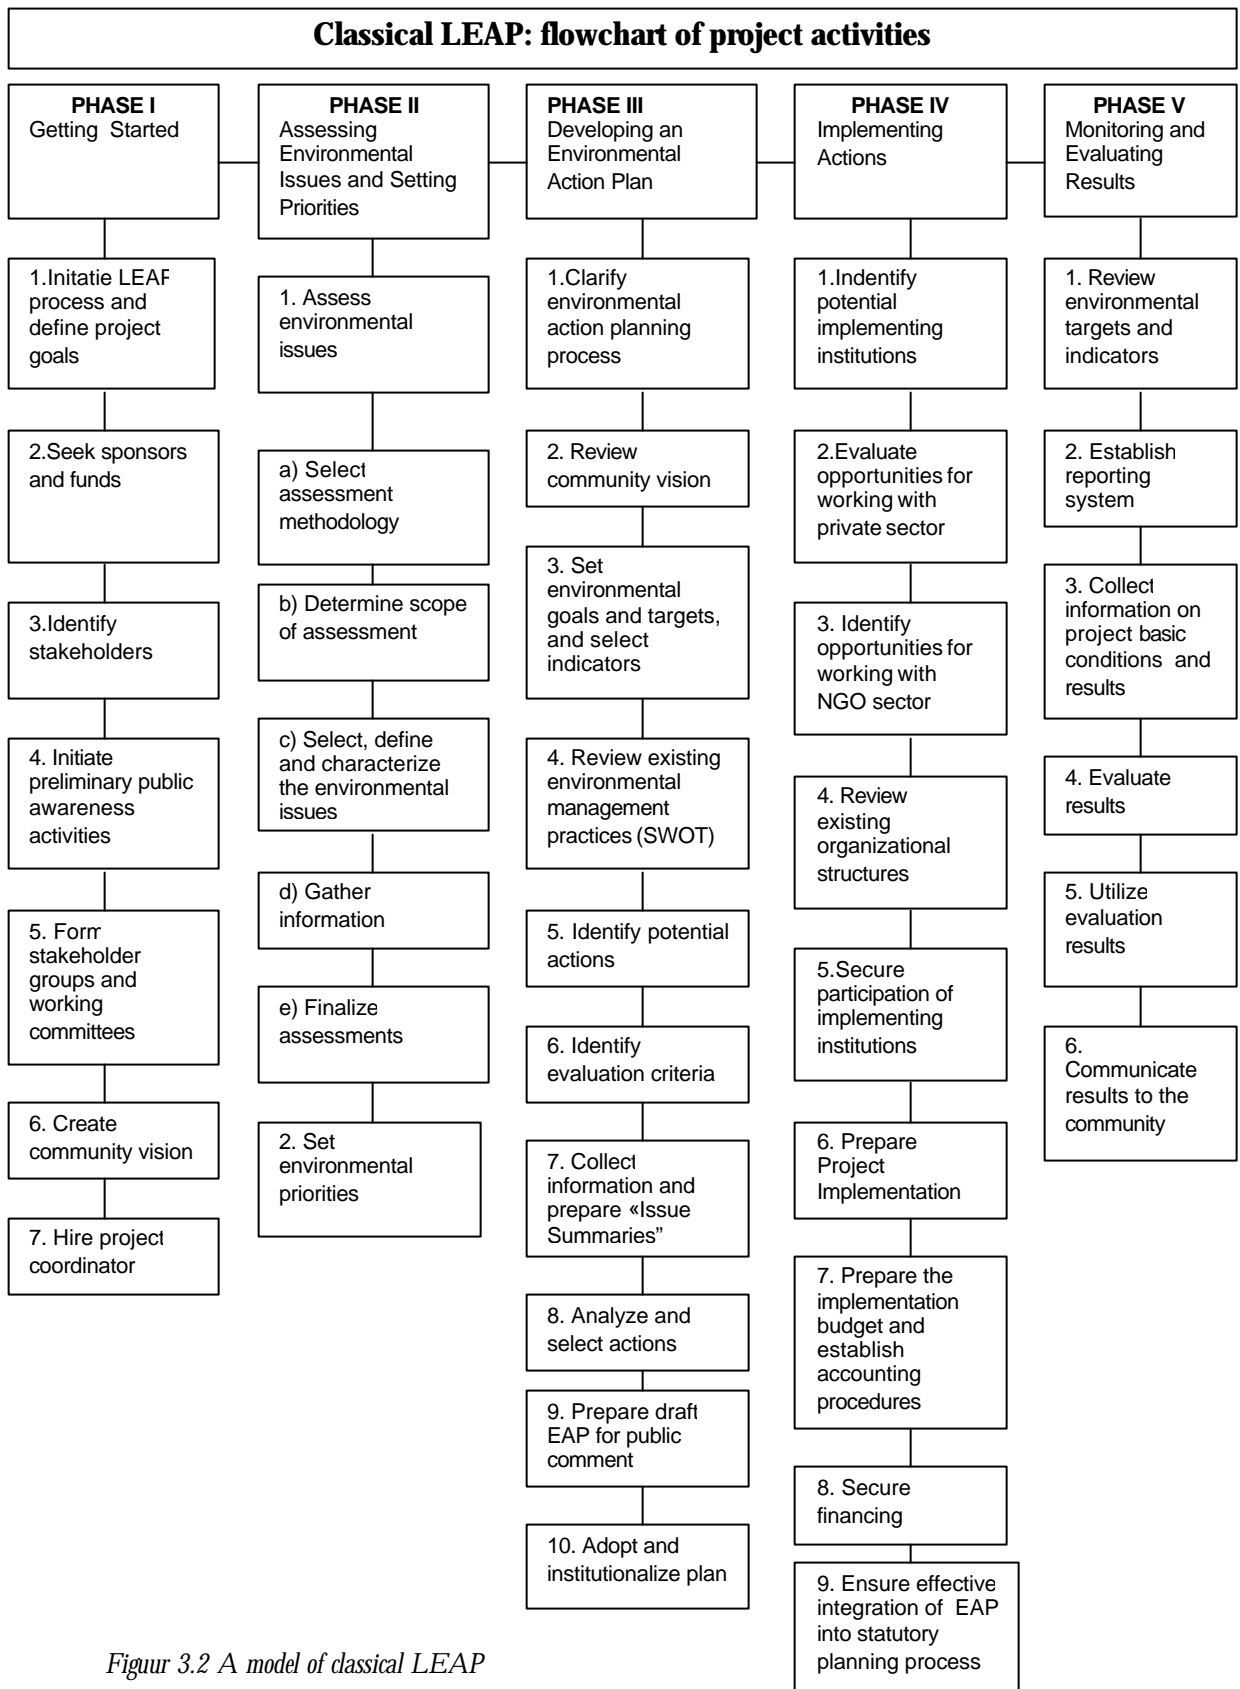 Classical LEAP: flowchart of project activities
PHASE I
Getting Started
1.Initatie LEAP
process and
define project
goals
2.Seek sponsors
and funds
3.Identify
stakeholders
4. Initiate
preliminary public
awareness
activities
5. Form
stakeholder
groups and
working
committees
6. Create
community vision
7. Hire project
coordinator
PHASE II
Assessing
Environmental
Issues and Setting
Priorities
1. Assess
environmental
issues
a) Select
assessment
methodology
b) Determine scope
of assessment
c) Select, define
and characterize
the environmental
issues
d) Gather
information
e) Finalize
assessments
2. Set
environmental
priorities
PHASE III
Developing an
Environmental
Action Plan
1.Clarify
environmental
action planning
process
2. Review
community vision
3. Set
environmental
goals and targets,
and select
indicators
4. Review existing
environmental
management
practices (SWOT)
5. Identify potential
actions
6. Identify
evaluation criteria
7. Collect
information and
prepare «Issue
Summaries”
8. Analyze and
select actions
9. Prepare draft
EAP for public
comment
10. Adopt and
institutionalize plan
PHASE IV
Implementing
Actions
1.Indentify
potential
implementing
institutions
2.Evaluate
opportunities for
working with
private sector
3. Identify
opportunities for
working with
NGO sector
4. Review
existing
organizational
structures
5.Secure
participation of
implementing
institutions
6. Prepare
Project
Implementation
7. Prepare the
implementation
budget and
establish
accounting
procedures
8. Secure
financing
9. Ensure effective
integration of EAP
into statutory
planning process
PHASE V
Monitoring and
Evaluating
Results
1. Review
environmental
targets and
indicators
2. Establish
reporting
system
3. Collect
information on
project basic
conditions and
results
4. Evaluate
results
5. Utilize
evaluation
results
6.
Communicate
results to the
community
Figuur 3.2 A model of classical LEAP